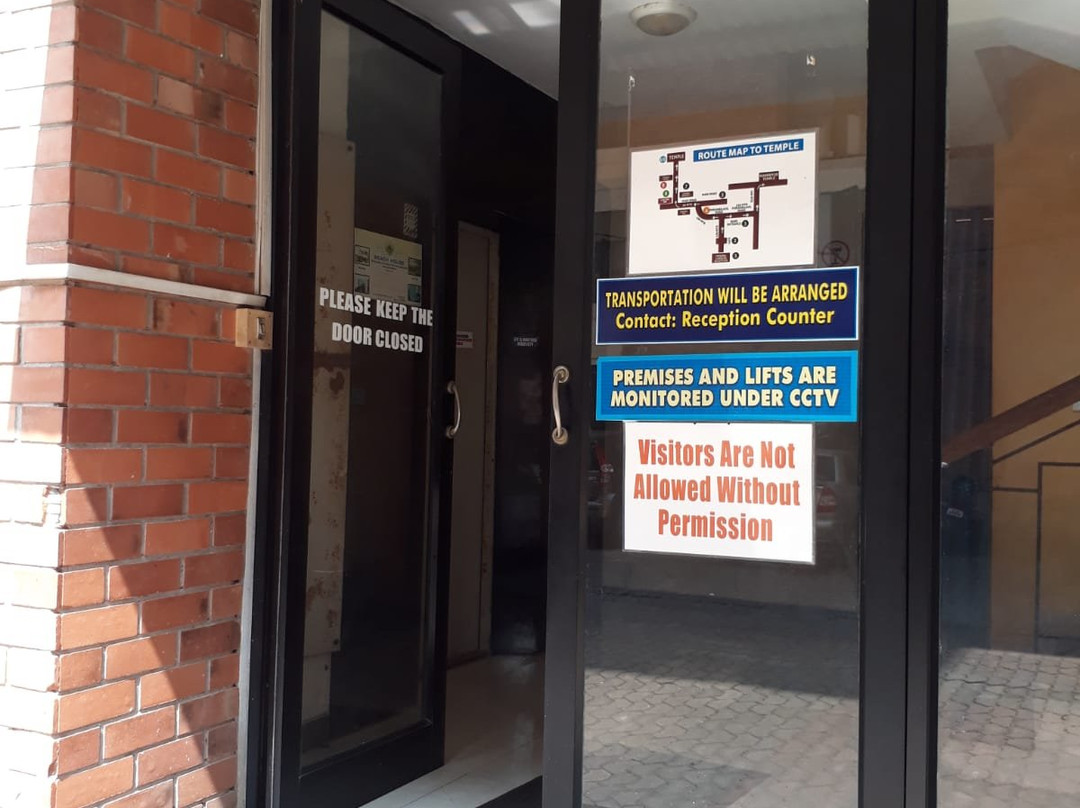 PLEASE KEEP THE
DOOR CLOSED
ROUTE MAP TO TEMPLE
TEMPLE
TRANSPORTATION WILL BE ARRANGED
Contact: Reception Counter
PREMISES AND LIFTS ARE
MONITORED UNDER CCTV
Visitors Are Not
Allowed Without
Permission